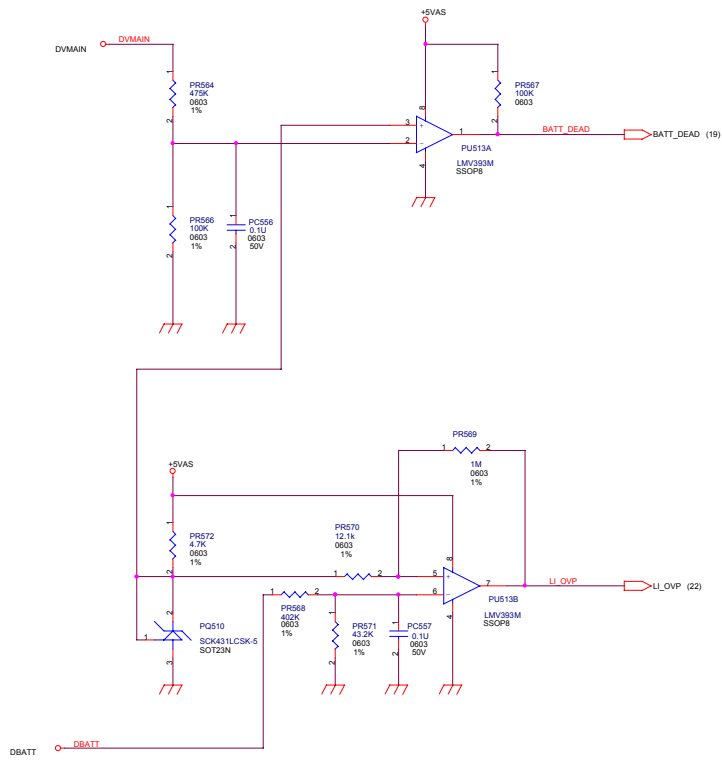 +5VAS
DVMAIN
DVMAIN
1
PR564
475K
0603
1%
2
1
PR567
100K
0603
2
8
3
+
2
-
1
4
PU513A
LMV393M
SSOP8
BATT_DEAD
BATT_DEAD (19)
1
PR566
100K
0603
1%
2
1
PC556
0.1U
0603
50V
2
PR569
1
2
1M
0603
1%
+5VAS
1
PR572
4.7K
0603
1%
2
PR570
12.1k
0603
1%
1
2
8
5
+
6
-
7
4
PU513B
LMV393M
SSOP8
LI_OVP
LI_OVP (22)
1
PR568
2
402K
0603
1%
2
PQ510
SCK431LCSK-5
SOT23N
1
3
1
PR571
43.2K
0603
1%
2
1
PC557
0.1U
0603
50V
2
DBATT
DBATT